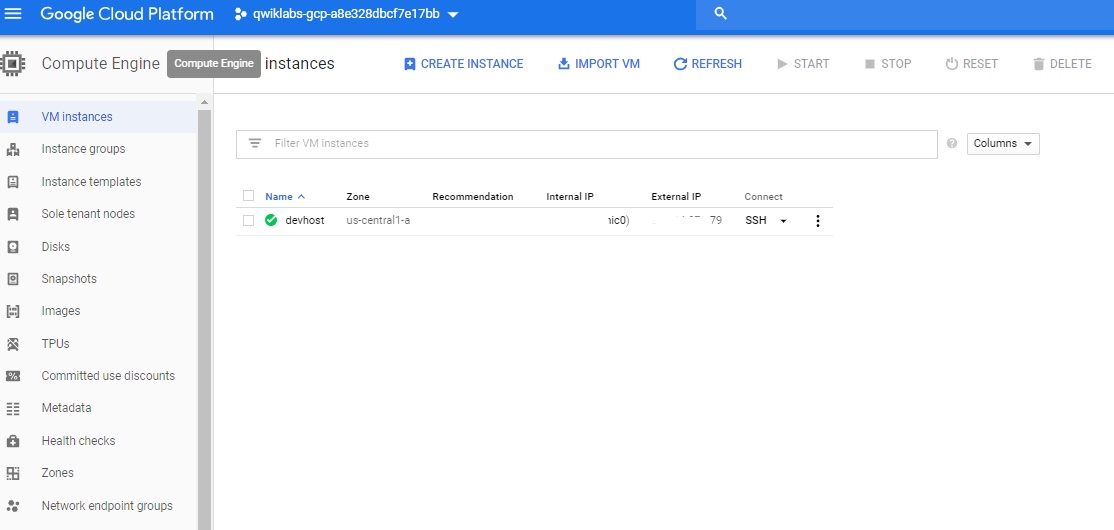 Google Cloud Platform qwiklabs-gcp-a8e328dbcf7e17bb
Compute Engine Compute Engine instances CREATE INSTANCE IMPORT VM REFRESH START STOP RESET DELETE
VM instances
Instance groups
Instance templates
Sole tenant nodes
Disks
Snapshots
Images
TPUs
Committed use discounts
Metadata
Health checks
Zones
Network endpoint groups
Filter VM instances Columns
Name Zone Recommendation Internal IP External IP Connect
devhost us-central1-a 79 SSH